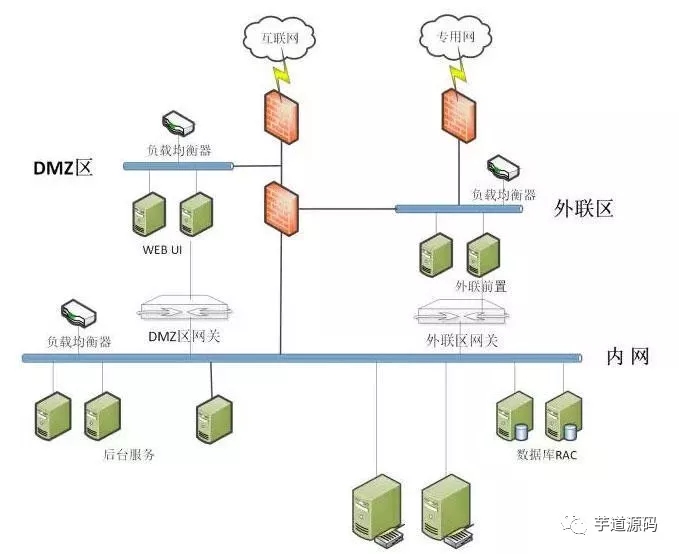 互联网
专用网
负载均衡器
DMZ区
负载均衡器
外联区
WEB UI
外联前置
负载均衡器
DMZ区网关
外联区网关
内 网
后台服务
数据库RAC
芋道源码